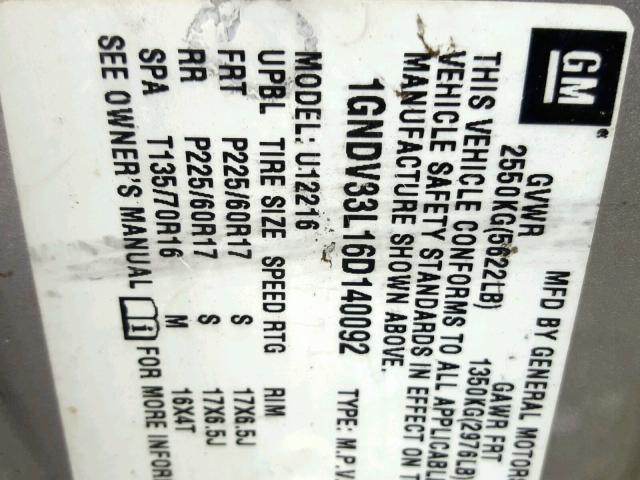 GM
MFD BY GENERAL MOTORS
GVWR GAWR FRT
2550KG(5622LB) 1350KG(2976LB)
THIS VEHICLE CONFORMS TO ALL APPLICABL
VEHICLE SAFETY STANDARDS IN EFFECT ON T
MANUFACTURE SHOWN ABOVE.
1GNDV33L16D140092 TYPE: M.P.V
MODEL: U12216
UPBL TIRE SIZE SPEED RTG RIM
FRT P225/60R17 S 17X6.5J
RR P225/60R17 S 17X6.5J
SPA T135/70R16 M 16X4T
SEE OWNER'S MANUAL FOR MORE INFOR